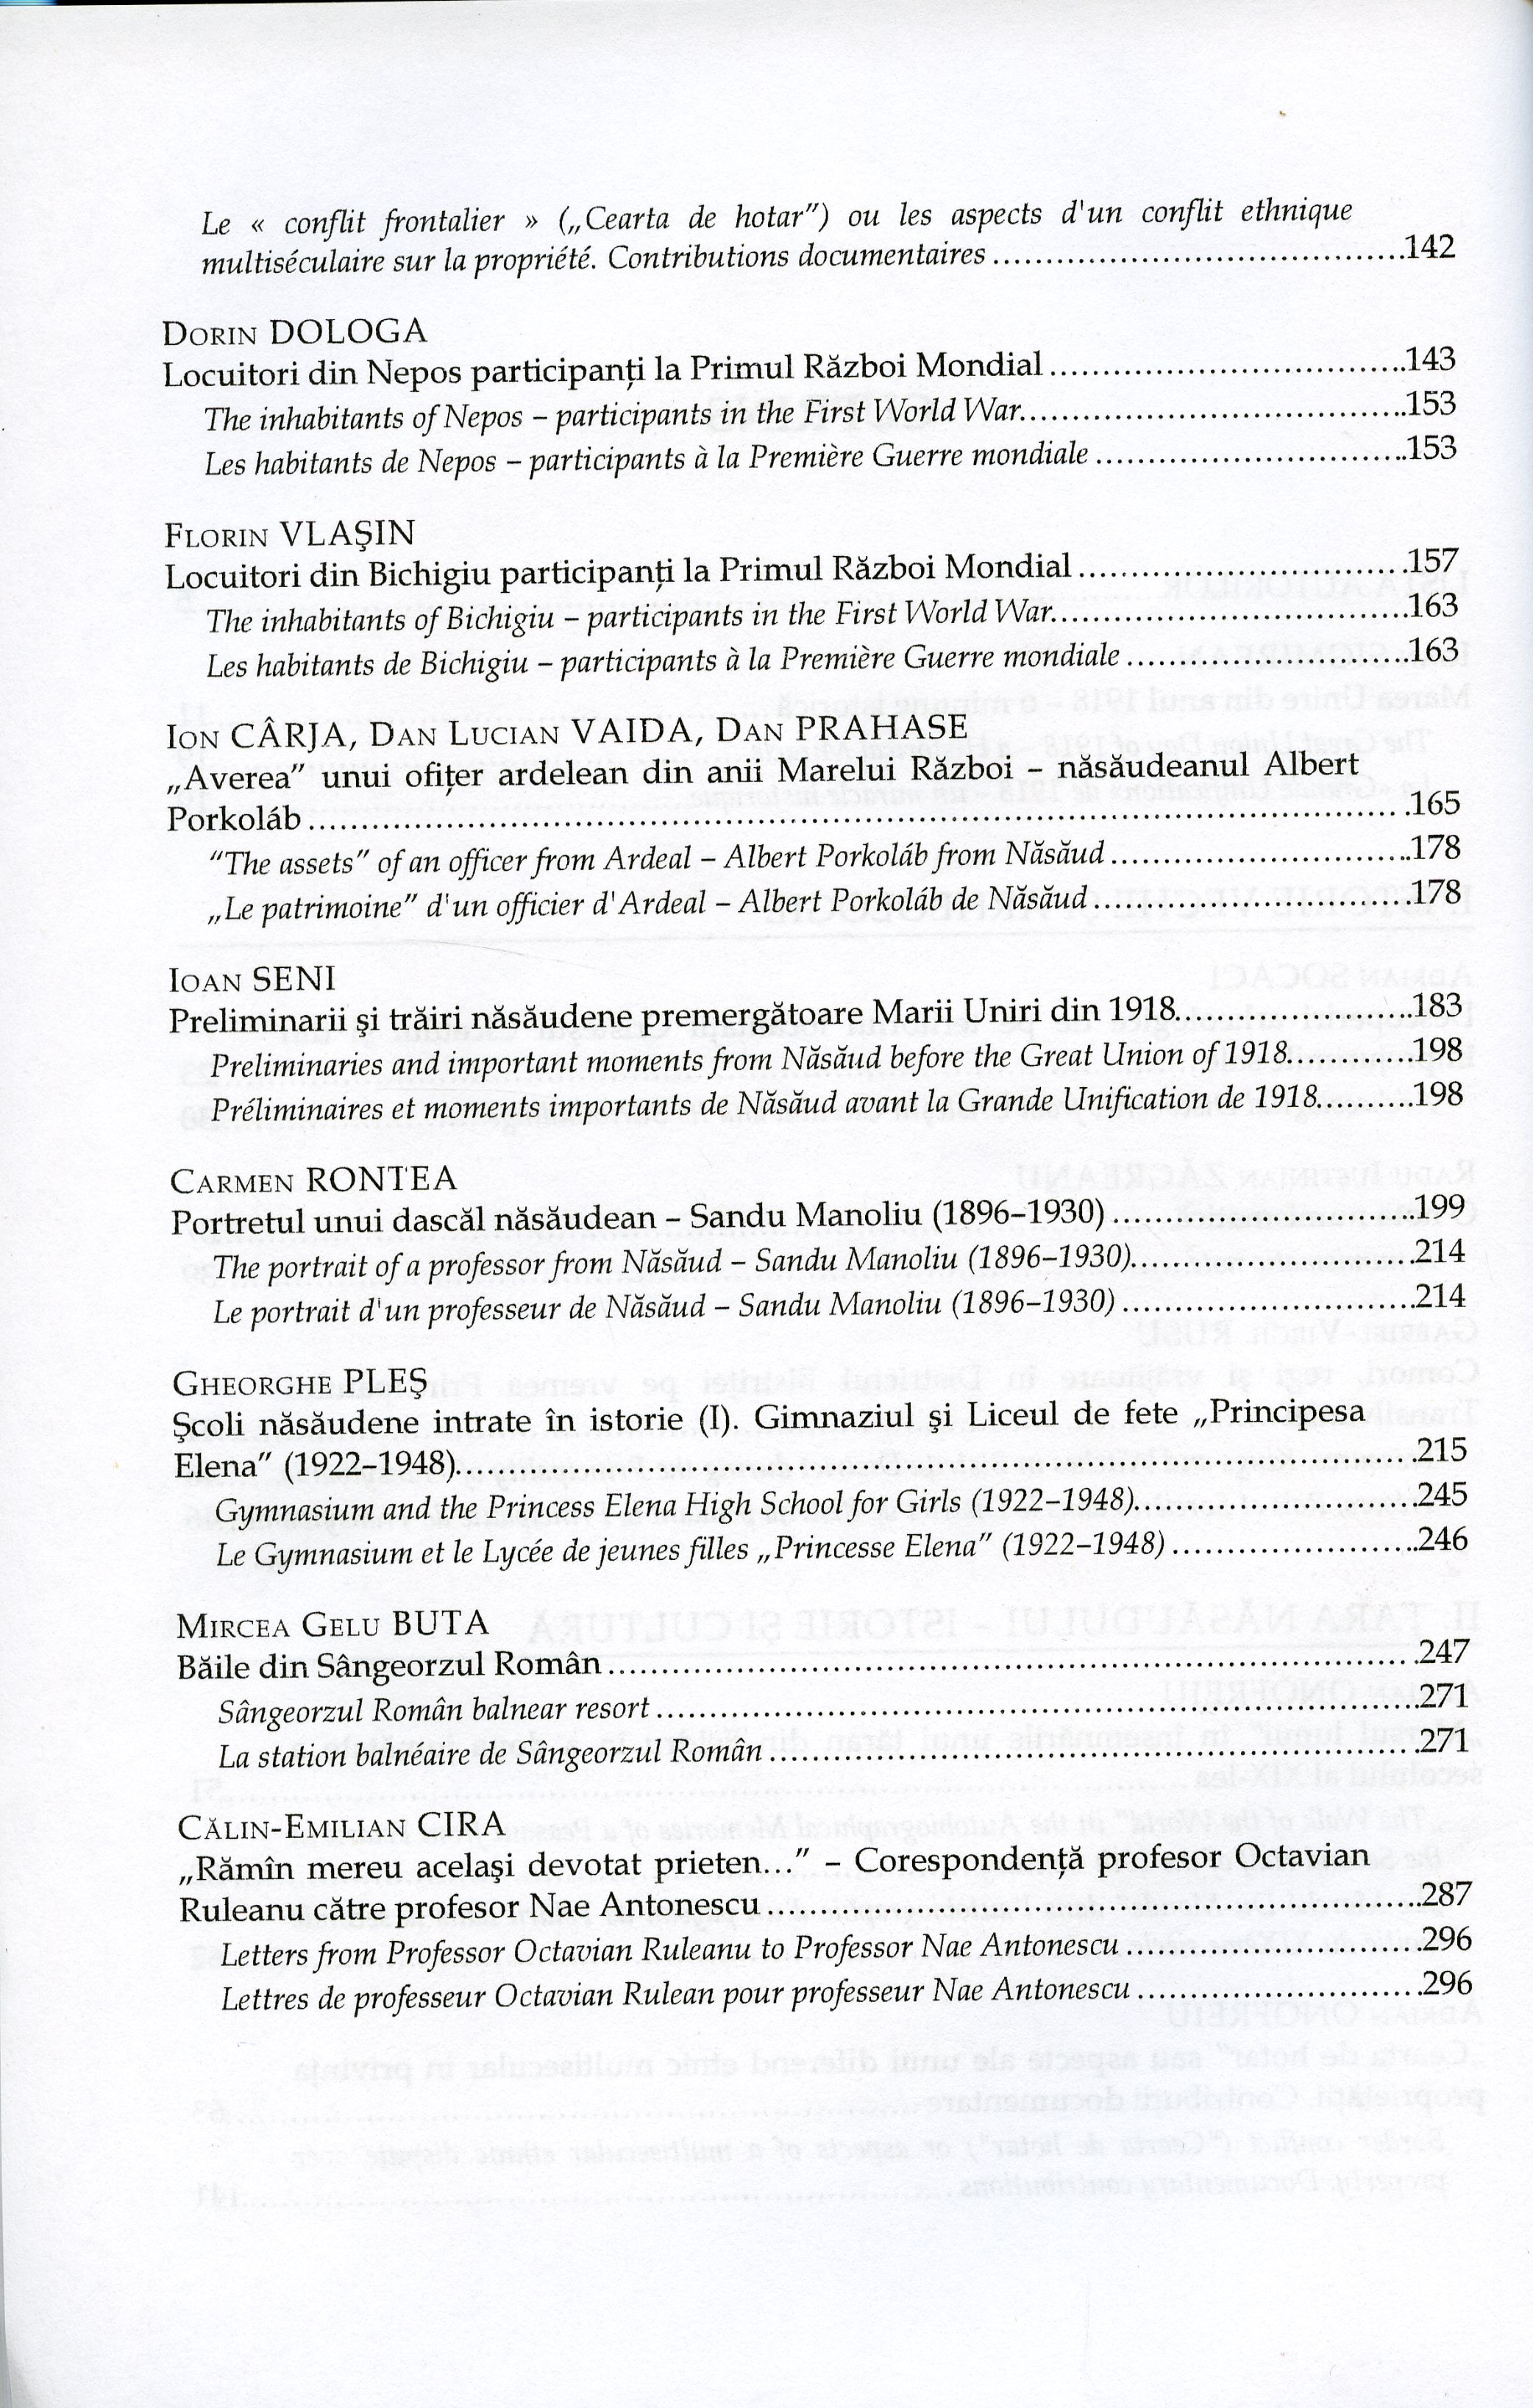 Le « conflit frontalier » („Cearta de hotar") ou les aspects d'un conflit ethnique
multiséculaire sur la propriété. Contributions documentaires ........................................142
DORIN DOLOGA
Locuitori din Nepos participanţi la Primul Război Mondial ..................................143
The inhabitants of Nepos – participants in the First World War.....................................153
Les habitants de Nepos – participants à la Première Guerre mondiale ..............................153
FLORIN VLAŞIN
Locuitori din Bichigiu participanţi la Primul Război Mondial ................................157
The inhabitants of Bichigiu – participants in the First World War..................................163
Les habitants de Bichigiu – participants à la Première Guerre mondiale ...........................163
ION CÂRJA, DAN LUCIAN VAIDA, DAN PRAHASE
„Averea" unui ofiţer ardelean din anii Marelui Război – năsăudeanul Albert
Porkoláb ..........................................................................................................165
"The assets" of an officer from Ardeal – Albert Porkoláb from Năsăud .............................178
„Le patrimoine" d'un officier d'Ardeal – Albert Porkoláb de Năsăud ...............................178
IOAN SENI
Preliminarii şi trăiri năsăudene premergătoare Marii Uniri din 1918.......................183
Preliminaries and important moments from Năsăud before the Great Union of 1918............198
Préliminaires et moments importants de Năsăud avant la Grande Unification de 1918..........198
CARMEN RONTEA
Portretul unui dascăl năsăudean – Sandu Manoliu (1896–1930) .............................199
The portrait of a professor from Năsăud – Sandu Manoliu (1896–1930)...........................214
Le portrait d'un professeur de Năsăud – Sandu Manoliu (1896–1930) ............................214
GHEORGHE PLEŞ
Şcoli năsăudene intrate în istorie (I). Gimnaziul şi Liceul de fete „Principesa
Elena" (1922–1948)............................................................................................215
Gymnasium and the Princess Elena High School for Girls (1922–1948)...........................245
Le Gymnasium et le Lycée de jeunes filles „Princesse Elena" (1922–1948) ........................246
MIRCEA GELU BUTA
Băile din Sângeorzul Român ..............................................................................247
Sângeorzul Român balnear resort ..........................................................................271
La station balnéaire de Sângeorzul Român ...............................................................271
CĂLIN-EMILIAN CIRA
„Rămîn mereu acelaşi devotat prieten..." – Corespondenţă profesor Octavian
Ruleanu către profesor Nae Antonescu ...............................................................287
Letters from Professor Octavian Ruleanu to Professor Nae Antonescu ............................296
Lettres de professeur Octavian Rulean pour professeur Nae Antonescu ...........................296